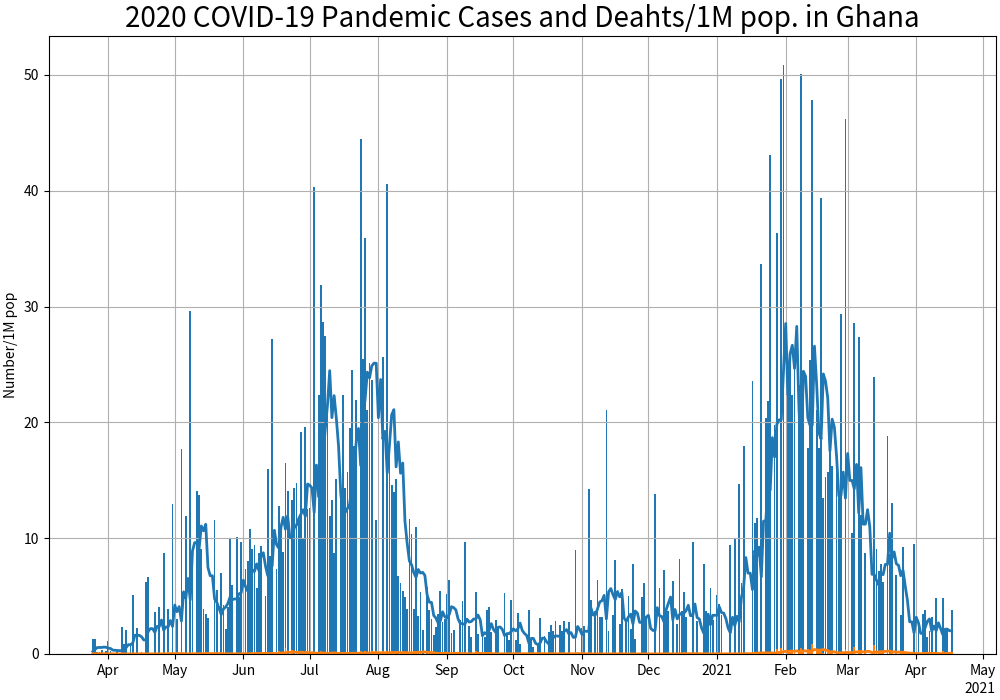 2020 COVID-19 Pandemic Cases and Deahts/1M pop. in Ghana
Number/1M pop
50
40
30
20
10
0
Apr May Jun Jul Aug Sep Oct Nov Dec 2021 Feb Mar Apr May
2021